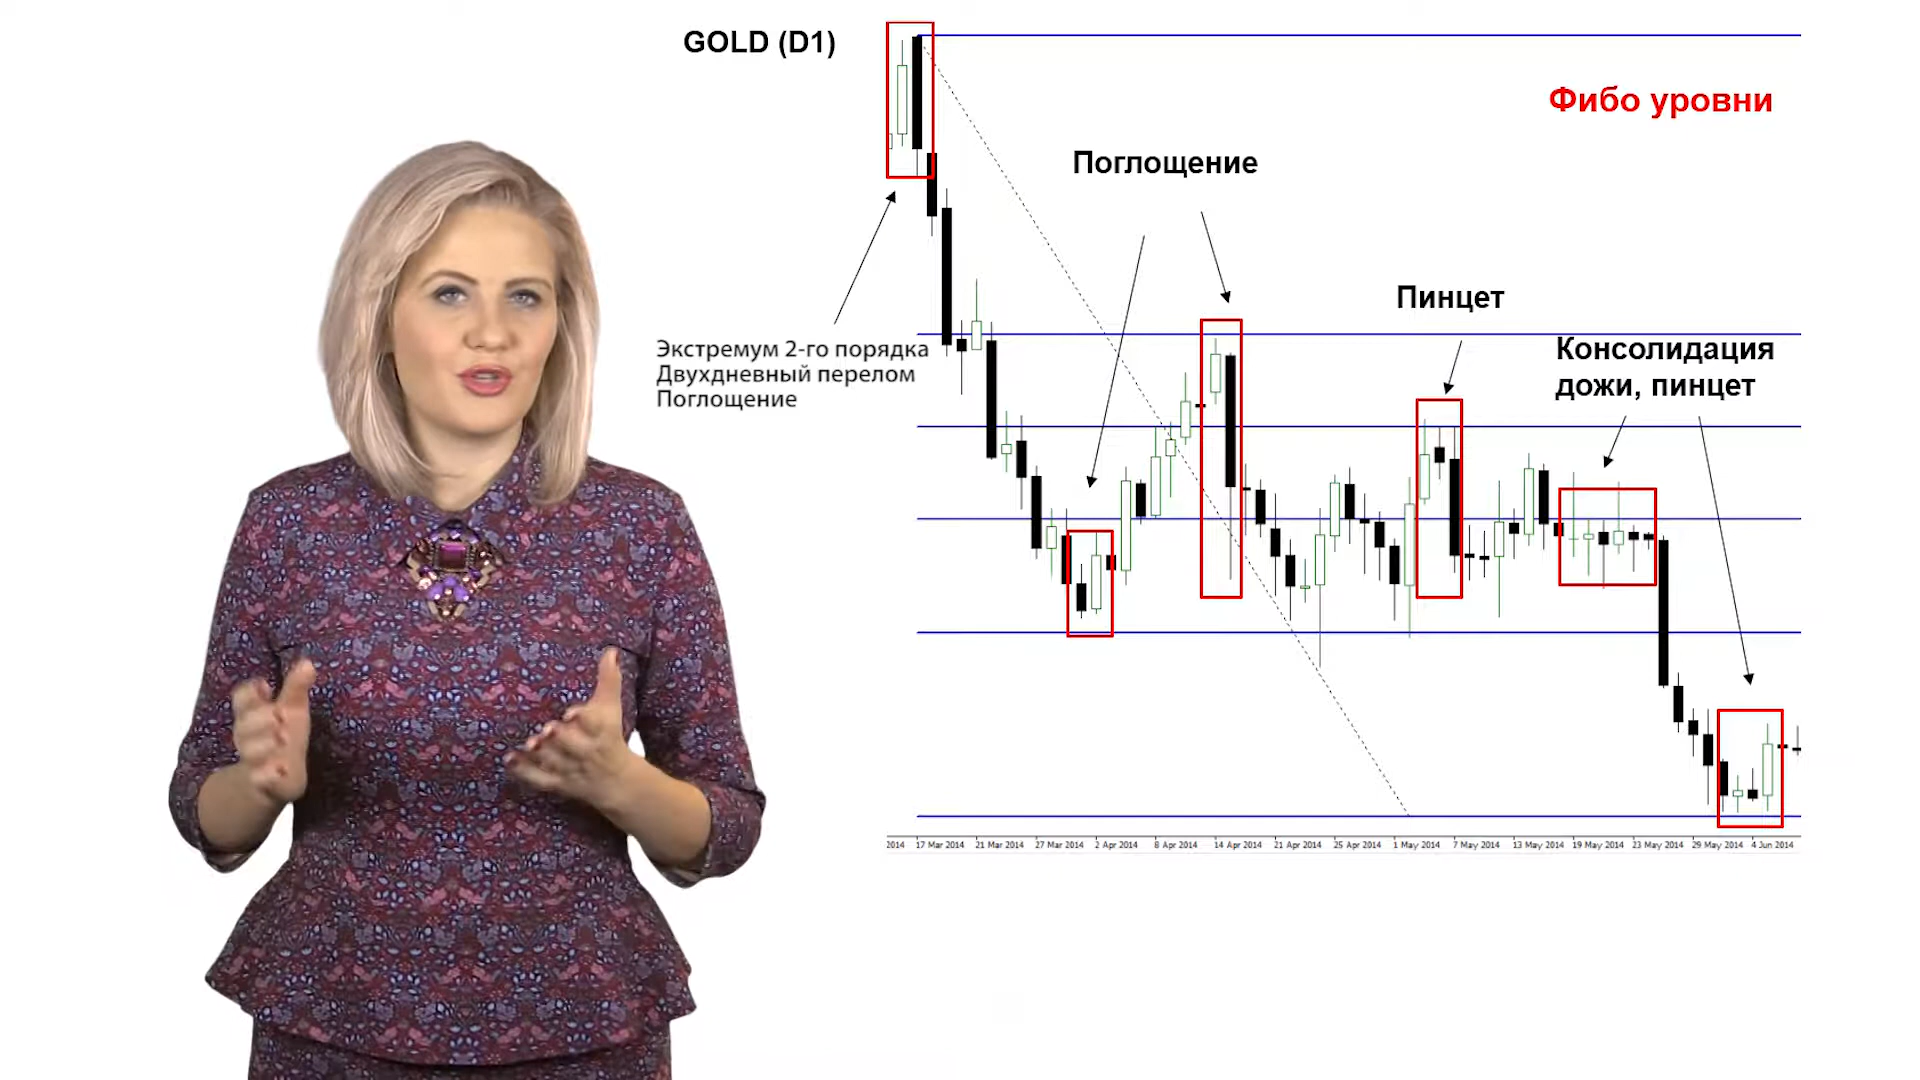 GOLD (D1)
Фибо уровни
Поглощение
Пинцет
Экстремум 2-го порядка
Двухдневный перелом
Поглощение
Консолидация
дожи, пинцет
2014 17 Mar 2014 21 Mar 2014 27 Mar 2014 2 Apr 2014 8 Apr 2014 14 Apr 2014 21 Apr 2014 25 Apr 2014 1 May 2014 7 May 2014 13 May 2014 19 May 2014 23 May 2014 29 May 2014 4 Jun 2014